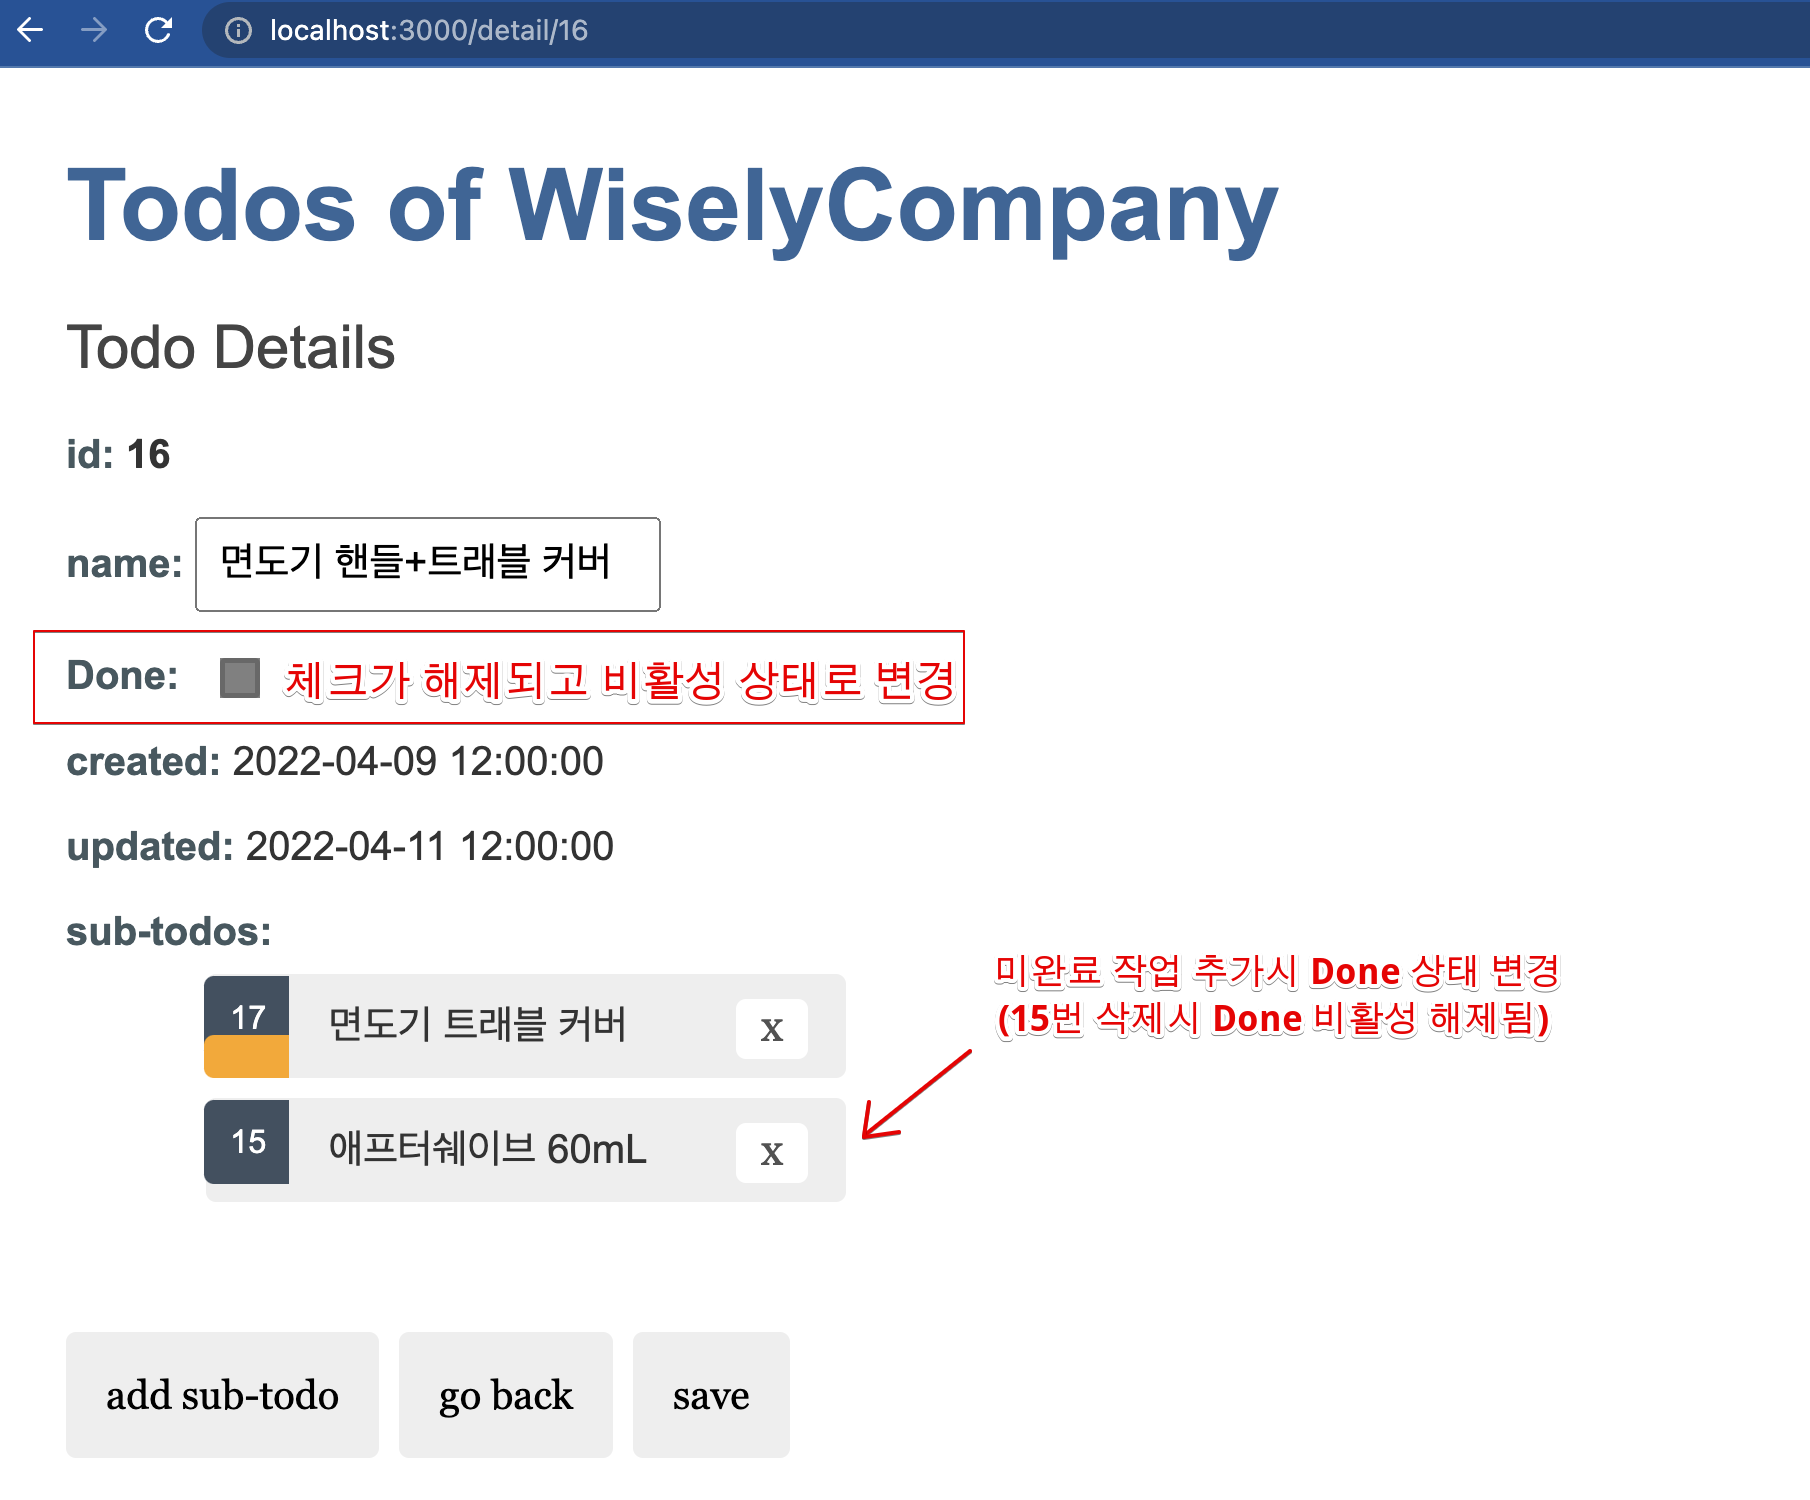 localhost:3000/detail/16
Todos of WiselyCompany
Todo Details
id: 16
name: 면도기 핸들+트래블 커버
Done: 체크가 해제되고 비활성 상태로 변경
created: 2022-04-09 12:00:00
updated: 2022-04-11 12:00:00
sub-todos:
미완료 작업 추가시 Done 상태 변경
(15번 삭제시 Done 비활성 해제됨)
17 면도기 트래블 커버 x
15 애프터쉐이브 60mL x
add sub-todo go back save